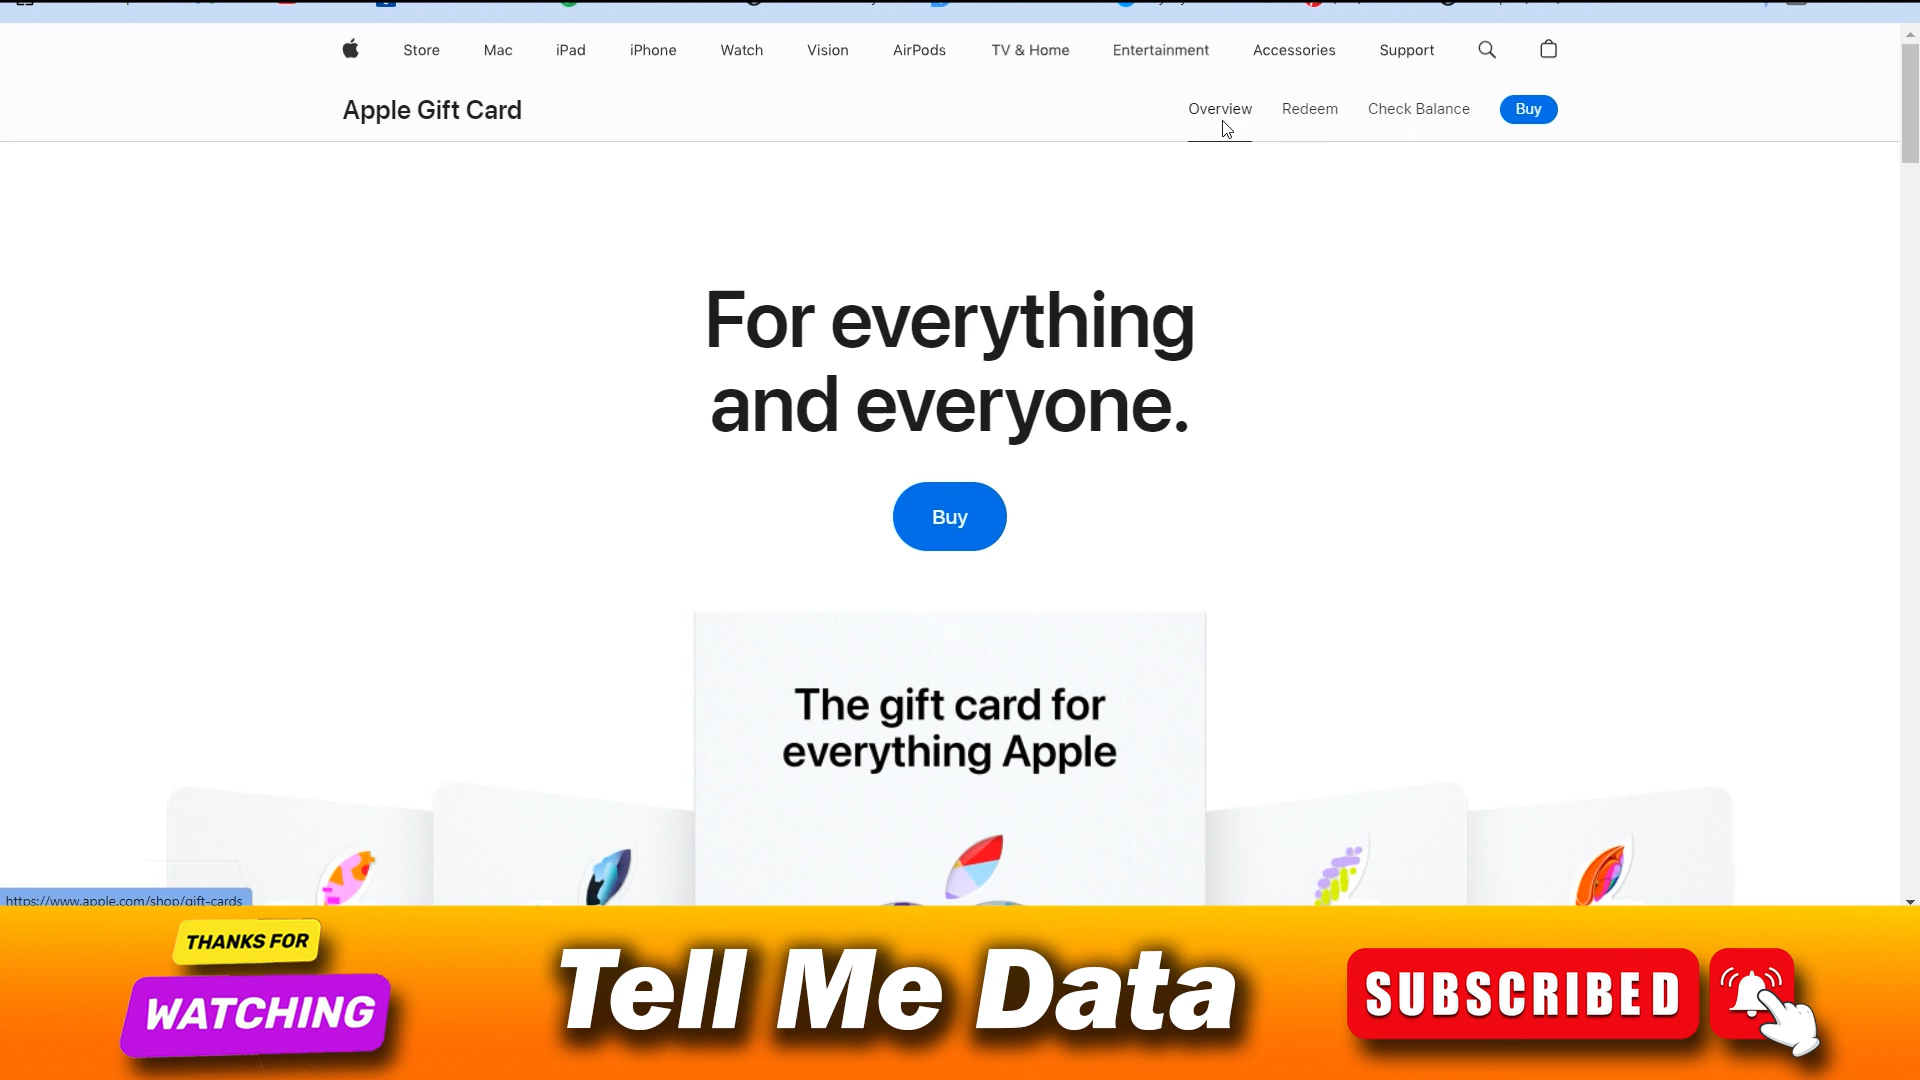 Store Mac iPad iPhone Watch Vision AirPods TV & Home Entertainment Accessories Support
Apple Gift Card
Overview Redeem Check Balance Buy
For everything
and everyone.
Buy
The gift card for
everything Apple
https://www.apple.com/shop/gift-cards
THANKS FOR
WATCHING
Tell Me Data
SUBSCRIBED